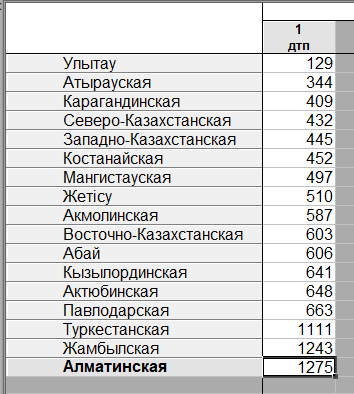 1
дтп
Улытау 129
Атырауская 344
Карагандинская 409
Северо-Казахстанская 432
Западно-Казахстанская 445
Костанайская 452
Мангистауская 497
Жетісу 510
Акмолинская 587
Восточно-Казахстанская 603
Абай 606
Кызылординская 641
Актюбинская 648
Павлодарская 663
Туркестанская 1111
Жамбылская 1243
Алматинская 1275